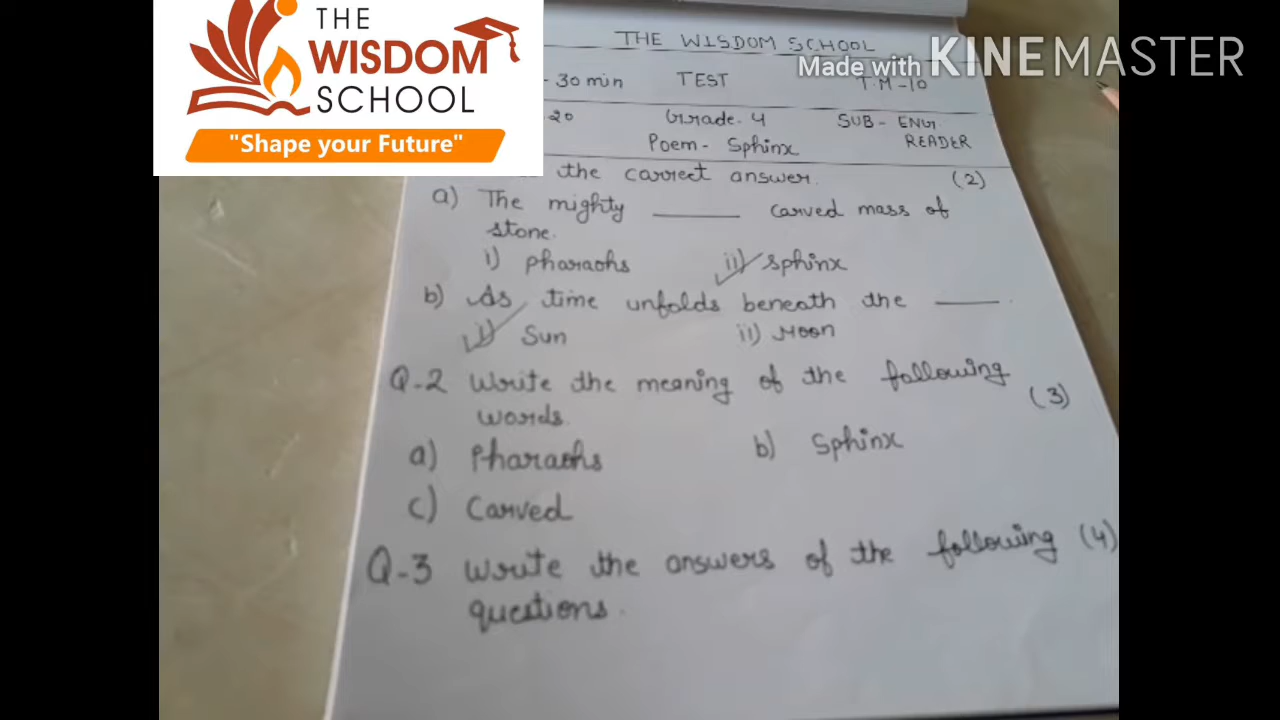 THE
WISDOM
SCHOOL
"Shape your Future"
Made with KINEMASTER
THE WISDOM SCHOOL
- 30 min TEST T.M-10
20 Grade-4 SUB- ENG
Poem- Sphinx READER
the correct answer. (2)
a) The mighty ______ carved mass of
stone.
i) pharaohs ii) sphinx
b) As time unfolds beneath the ______.
i) Sun ii) Moon
Q-2 Write the meaning of the following
words. (3)
a) Pharaohs b) Sphinx
c) Carved
Q-3 Write the answers of the following (4)
questions.